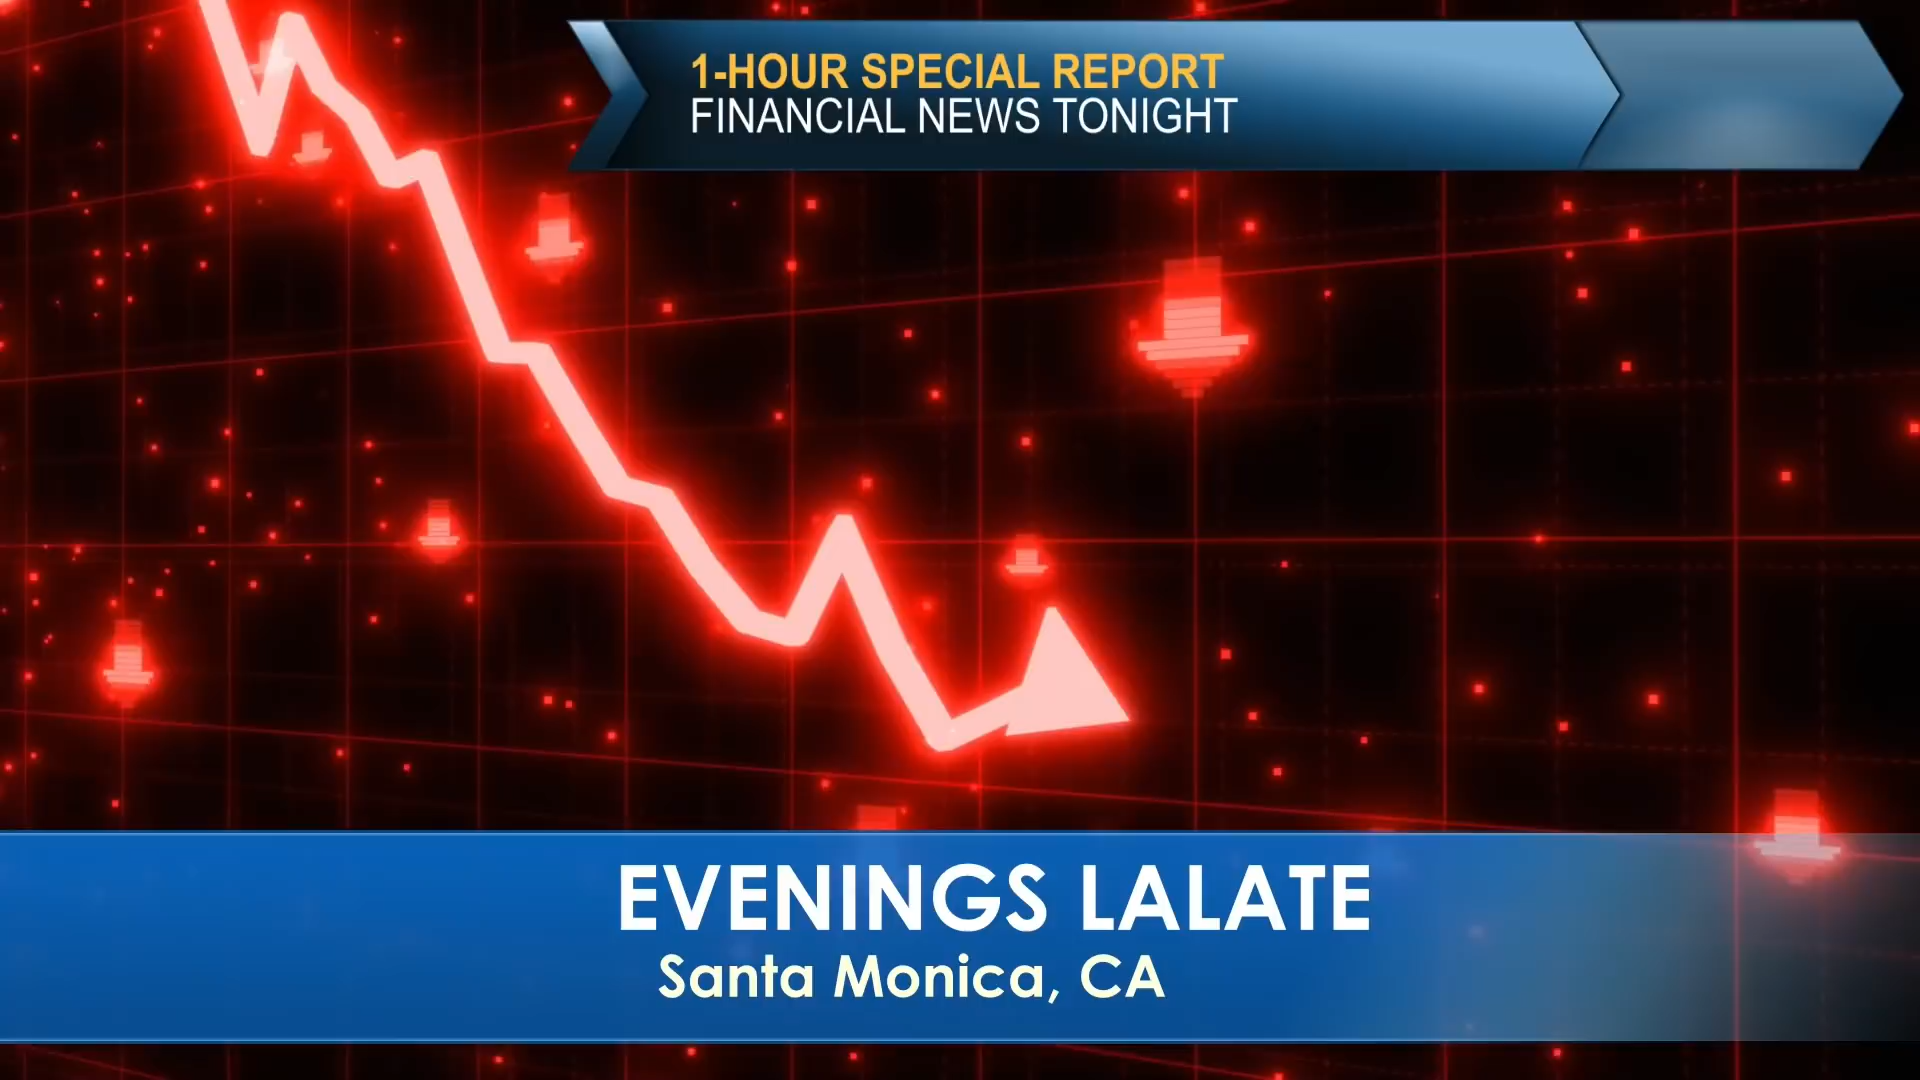 1-HOUR SPECIAL REPORT
FINANCIAL NEWS TONIGHT
EVENINGS LALATE
Santa Monica, CA